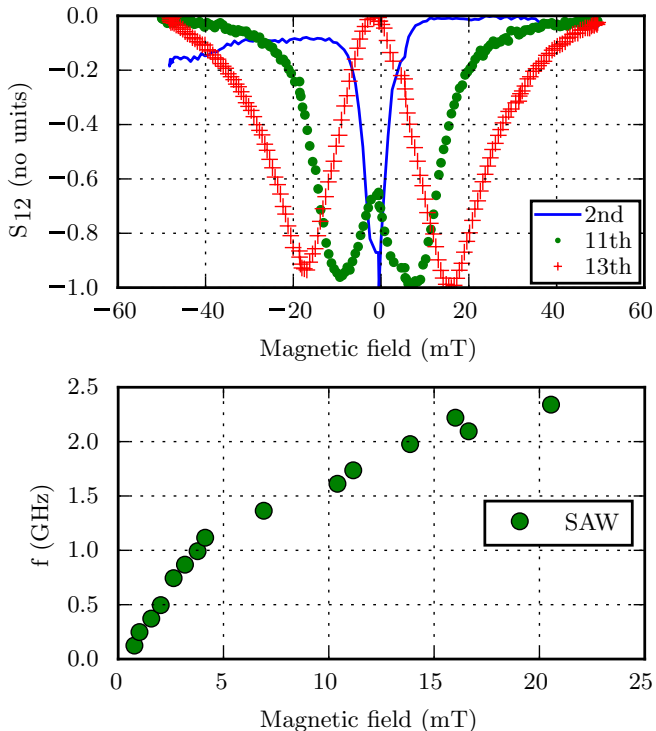 0.0
−0.2
−0.4
−0.6
−0.8
−1.0
S12 (no units)
2nd
11th
13th
−60 −40 −20 0 20 40 60
Magnetic field (mT)
2.5
2.0
1.5
1.0
0.5
0.0
f (GHz)
SAW
0 5 10 15 20 25
Magnetic field (mT)